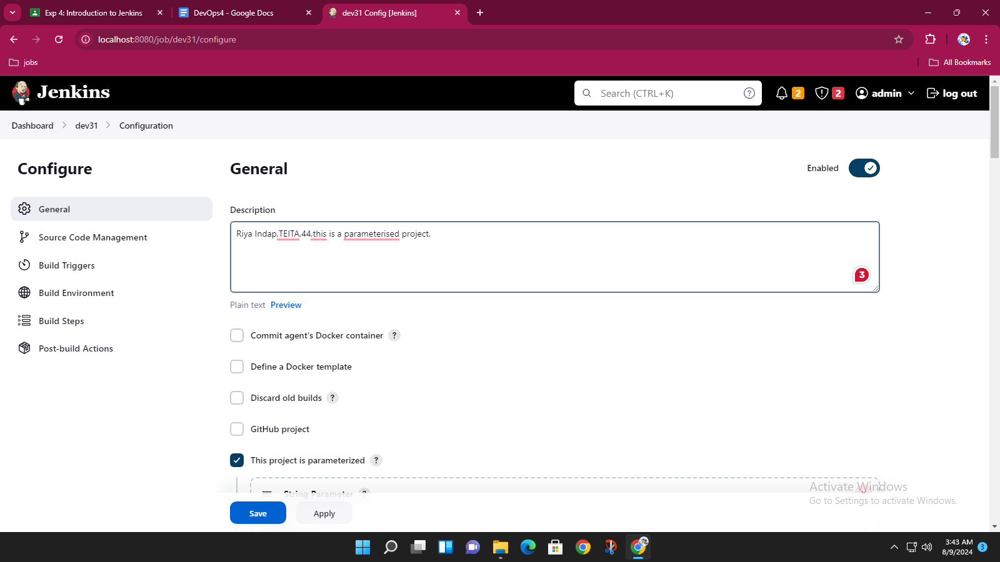 Exp 4: Introduction to Jenkins
DevOps4 - Google Docs
dev31 Config [Jenkins]
localhost:8080/job/dev31/configure
jobs
All Bookmarks
Jenkins
Search (CTRL+K)
?
2
2
admin
log out
Dashboard
dev31
Configuration
Configure
General
Enabled
General
Source Code Management
Build Triggers
Build Environment
Build Steps
Post-build Actions
Description
Riya Indap,TEITA,44,this is a parameterised project.
3
Plain text Preview
Commit agent's Docker container ?
Define a Docker template
Discard old builds ?
GitHub project
This project is parameterized ?
String Parameter ?
Save
Apply
Activate Windows
Go to Settings to activate Windows.
3:43 AM
8/9/2024
3